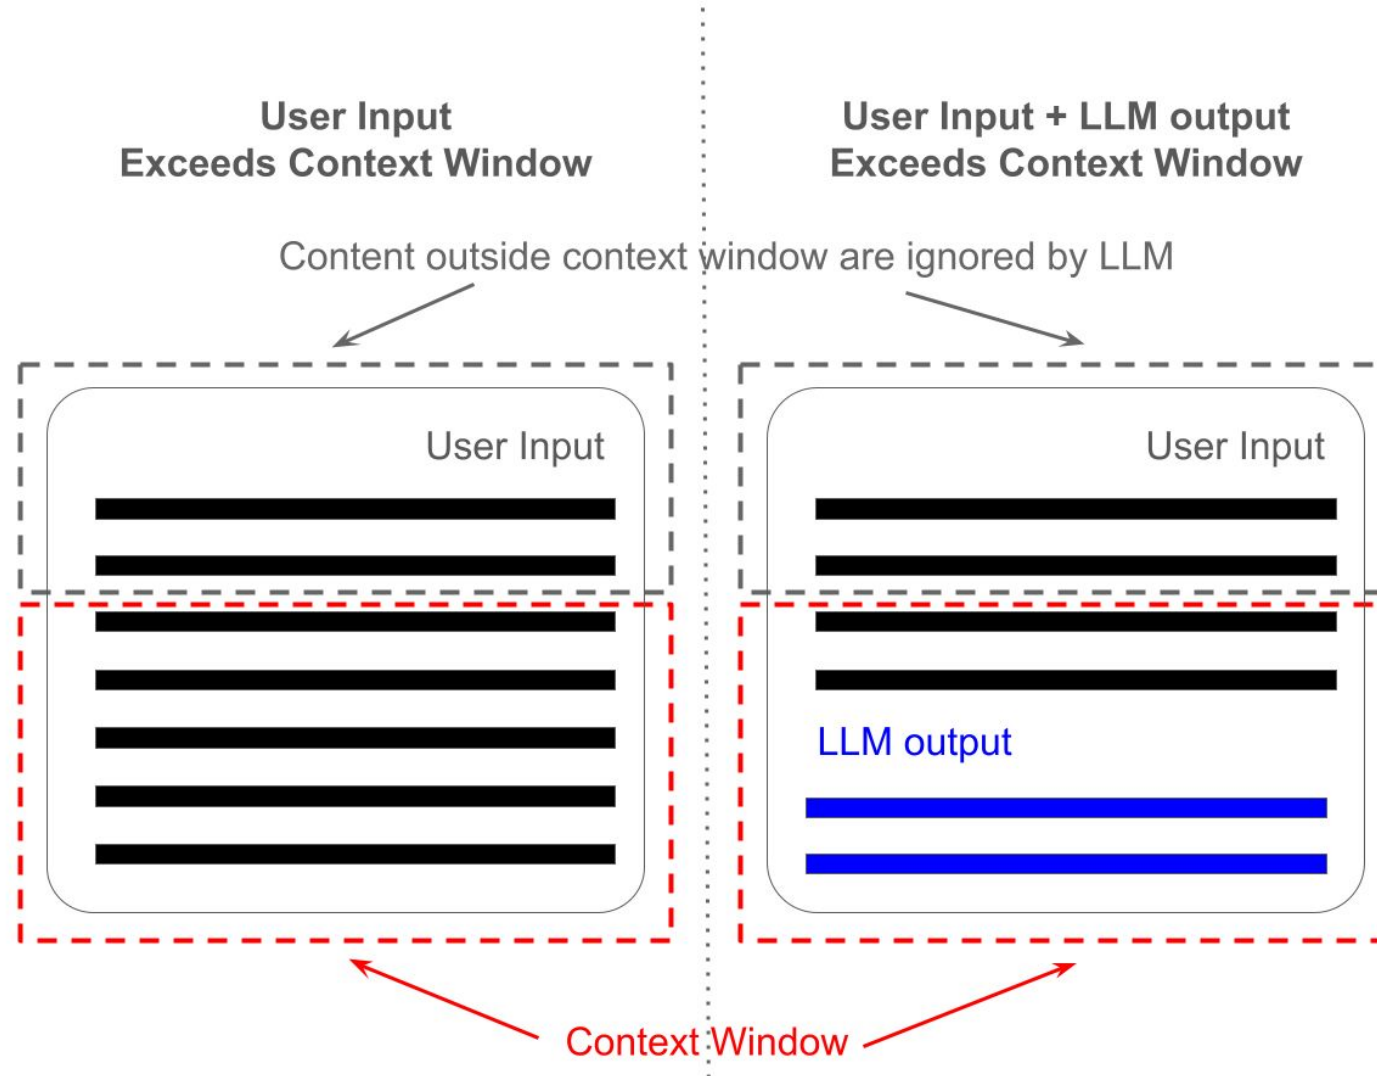 User Input
Exceeds Context Window
User Input + LLM output
Exceeds Context Window
Content outside context window are ignored by LLM
User Input
User Input
LLM output
Context Window